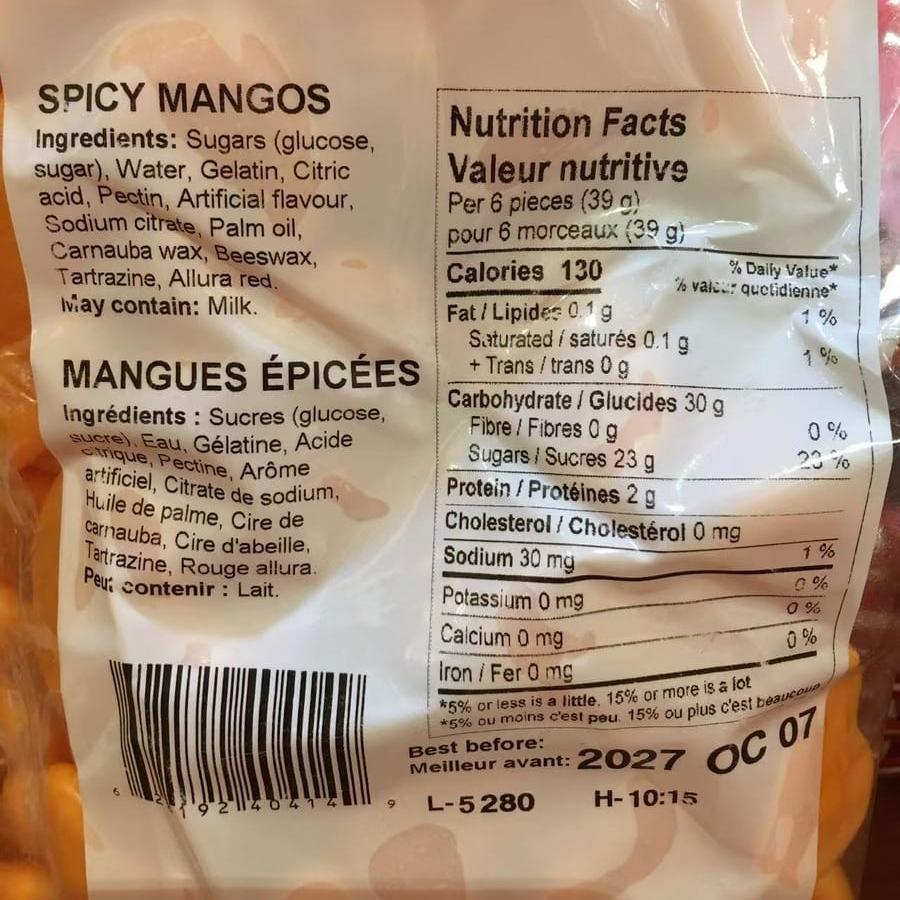 SPICY MANGOS
Ingredients: Sugars (glucose,
sugar), Water, Gelatin, Citric
acid, Pectin, Artificial flavour,
Sodium citrate, Palm oil,
Carnauba wax, Beeswax,
Tartrazine, Allura red.
May contain: Milk.
MANGUES ÉPICÉES
Ingrédients : Sucres (glucose,
sucre), Eau, Gélatine, Acide
citrique, Pectine, Arôme
artificiel, Citrate de sodium,
Huile de palme, Cire de
carnauba, Cire d'abeille,
Tartrazine, Rouge allura.
Peut contenir : Lait.
Nutrition Facts
Valeur nutritive
Per 6 pieces (39 g)
pour 6 morceaux (39 g)
Calories 130
% Daily Value*
% valeur quotidienne*
Fat / Lipides 0.1 g 1 %
Saturated / saturés 0.1 g
+ Trans / trans 0 g 1 %
Carbohydrate / Glucides 30 g
Fibre / Fibres 0 g 0 %
Sugars / Sucres 23 g 23 %
Protein / Protéines 2 g
Cholesterol / Cholestérol 0 mg
Sodium 30 mg 1 %
Potassium 0 mg 0 %
Calcium 0 mg 0 %
Iron / Fer 0 mg 0 %
*5% or less is a little, 15% or more is a lot
*5% ou moins c'est peu. 15% ou plus c'est beaucoup
Best before:
Meilleur avant: 2027 OC 07
L-5280 H-10:15